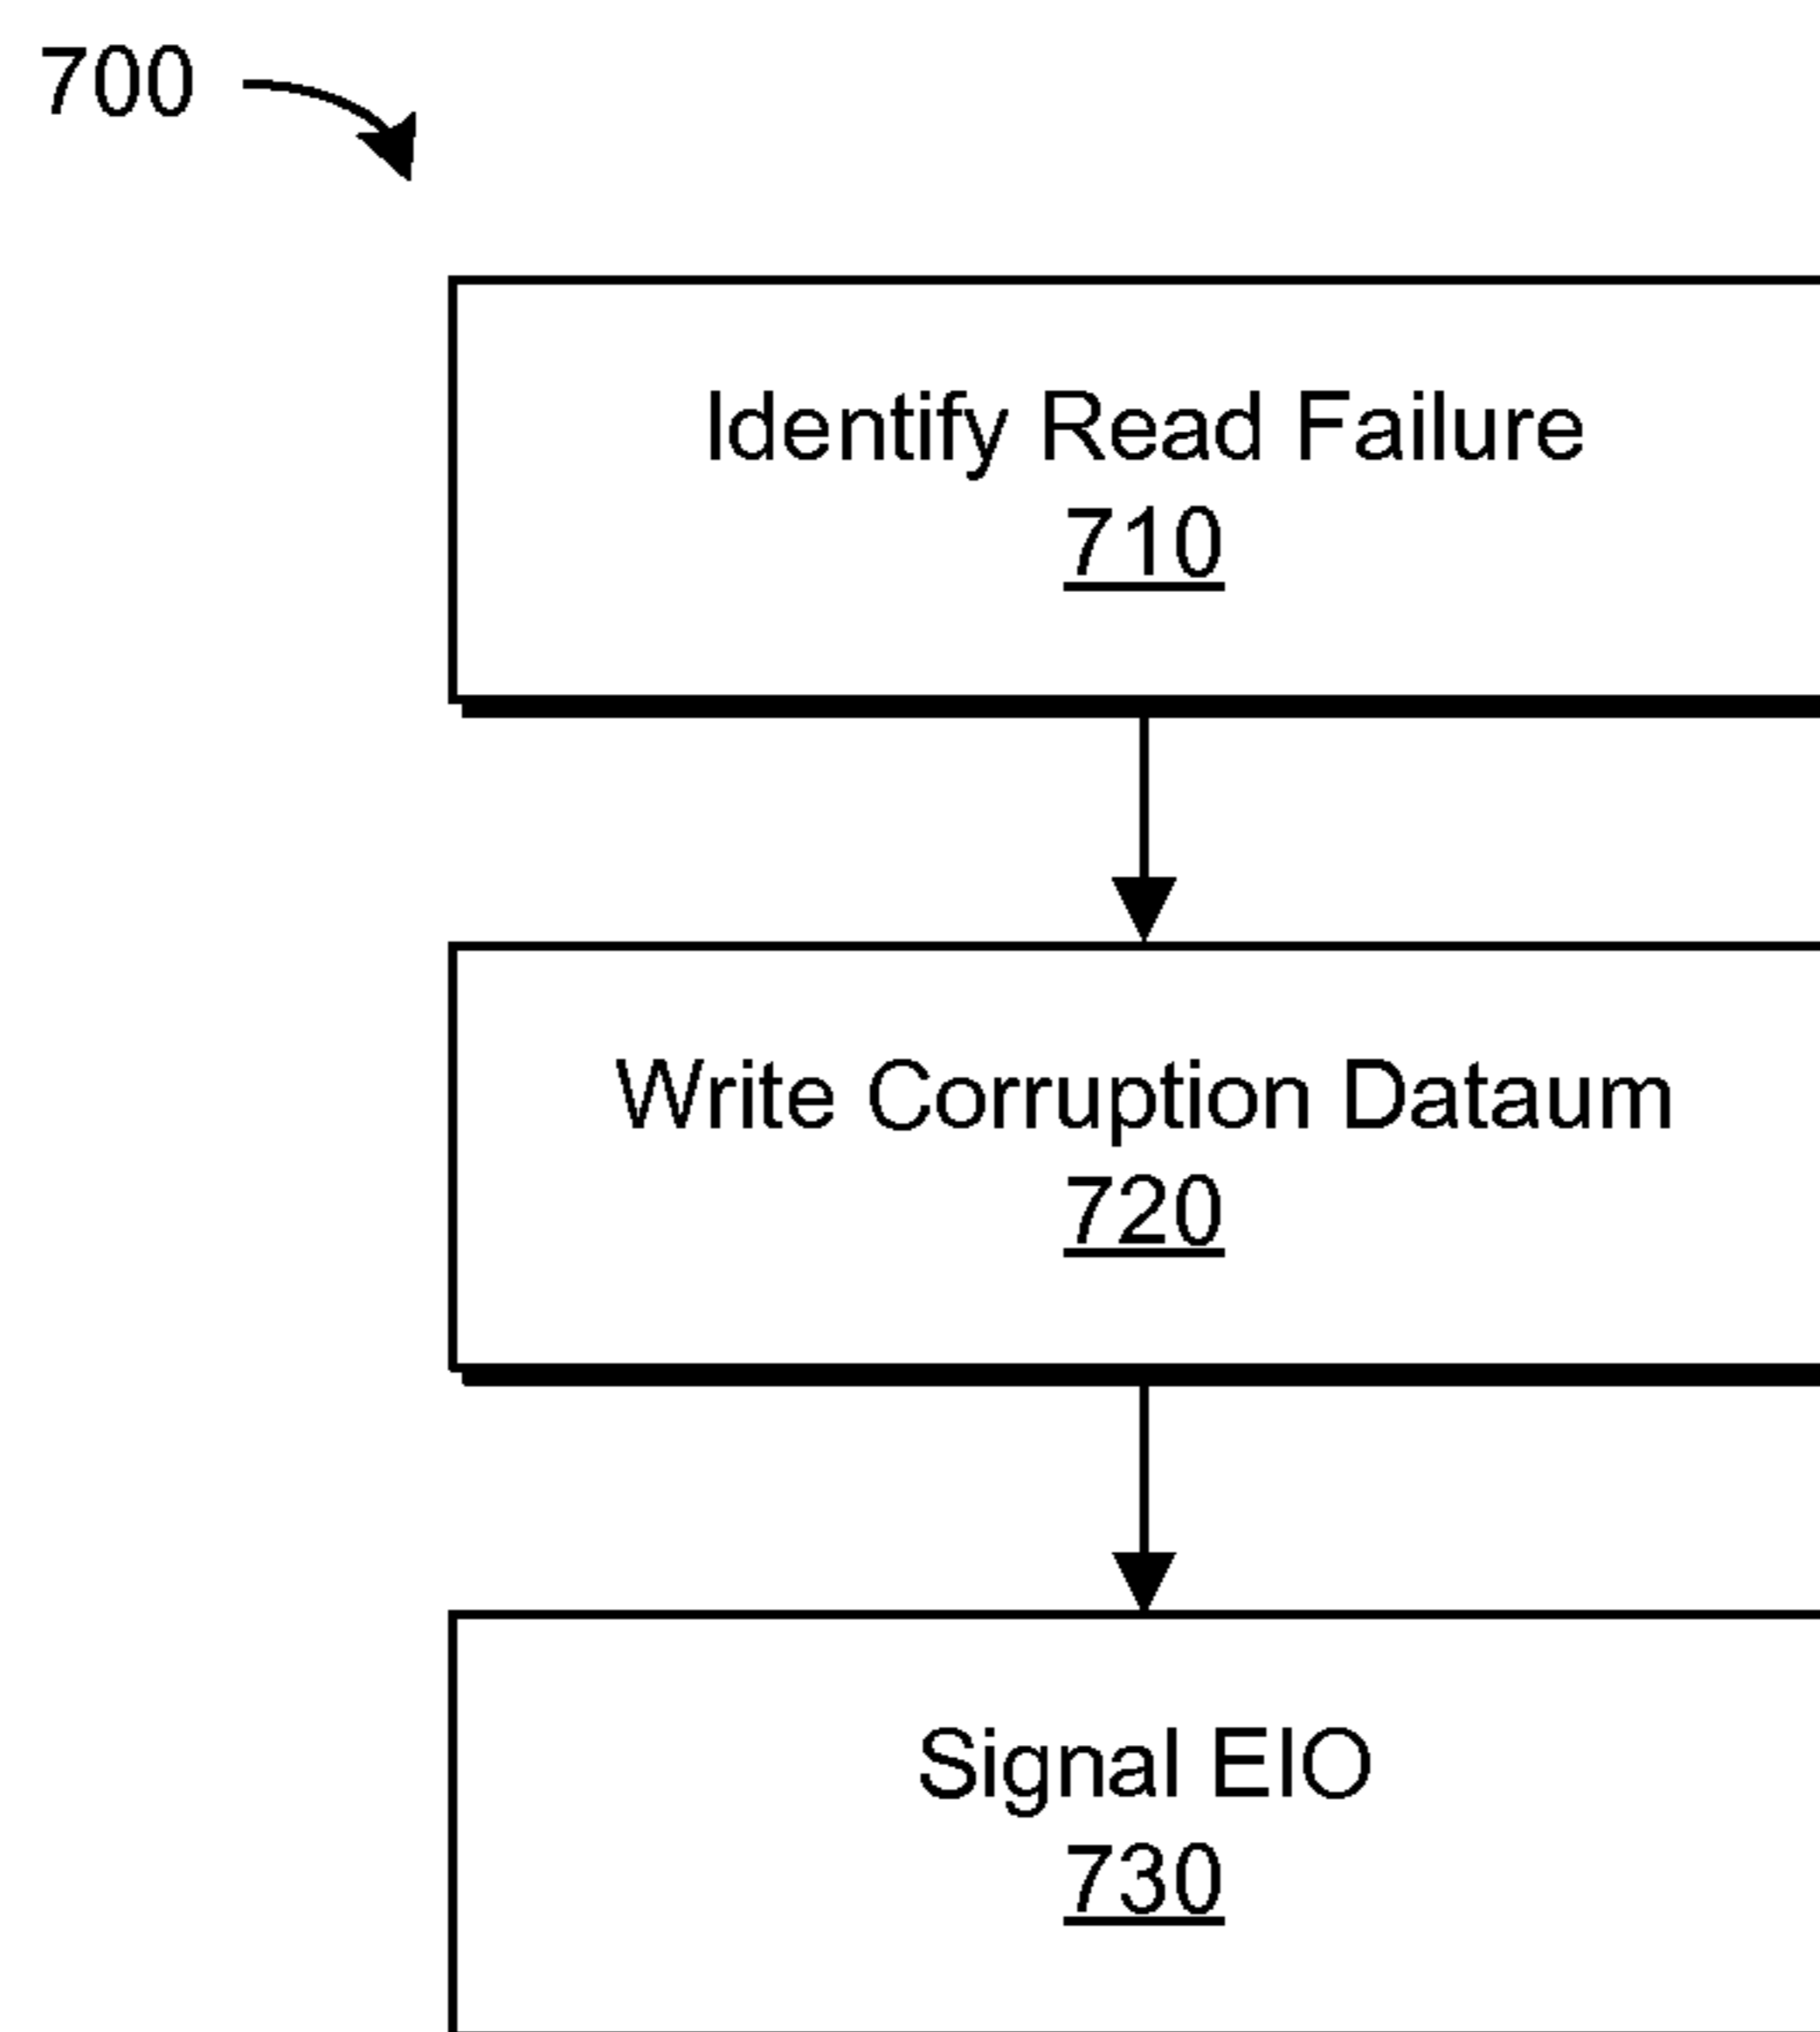 700
Identify Read Failure
710
Write Corruption Dataum
720
Signal EIO
730